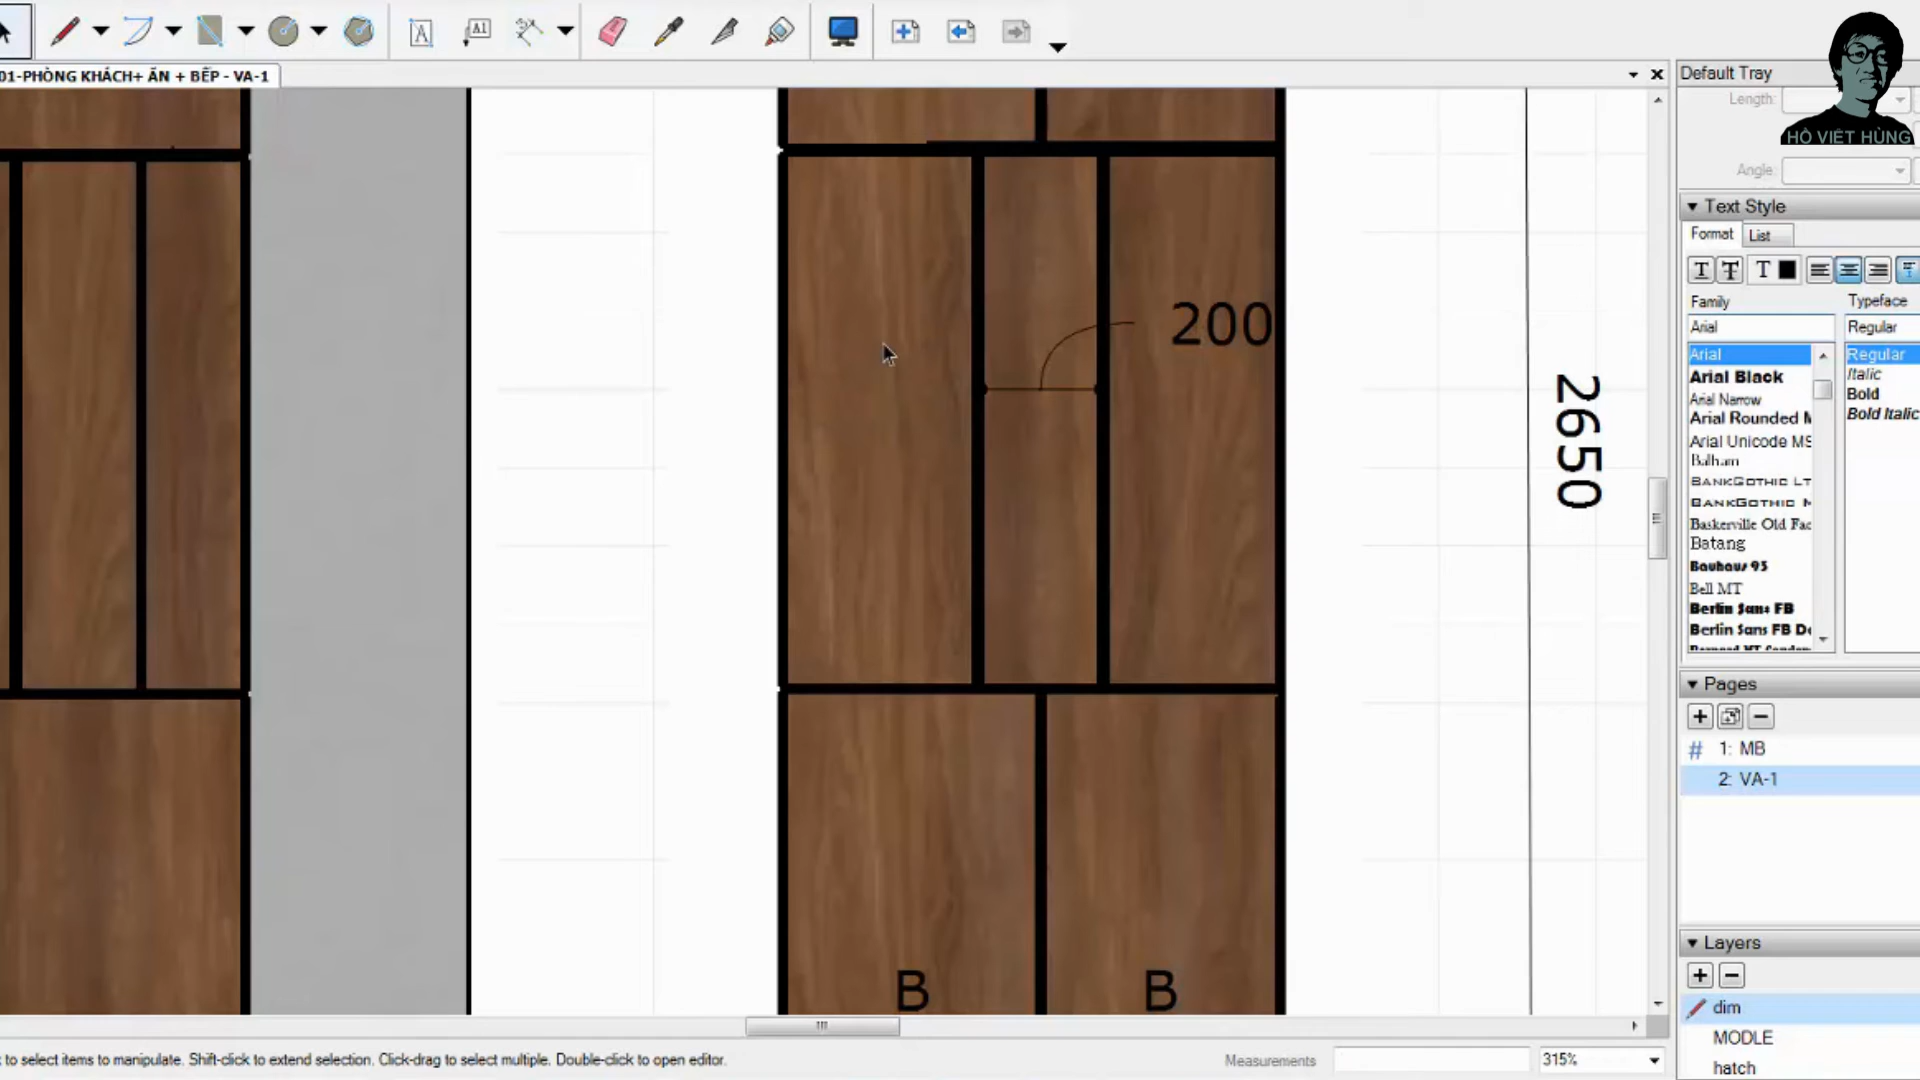 A
A1
01-PHÒNG KHÁCH+ ĂN + BẾP - VA-1
Default Tray
Length:
Angle:
HỒ VIỆT HÙNG
Text Style
Format
List
Family
Typeface
Arial
Regular
Arial
Arial Black
Arial Narrow
Arial Rounded M
Arial Unicode MS
Balham
BankGothic Lt
BankGothic M
Baskerville Old Fac
Batang
Bauhaus 93
Bell MT
Berlin Sans FB
Berlin Sans FB De
Regular
Italic
Bold
Bold Italic
200
2650
B
B
Pages
# 1: MB
2: VA-1
Layers
dim
MODLE
hatch
to select items to manipulate. Shift-click to extend selection. Click-drag to select multiple. Double-click to open editor.
Measurements
315%